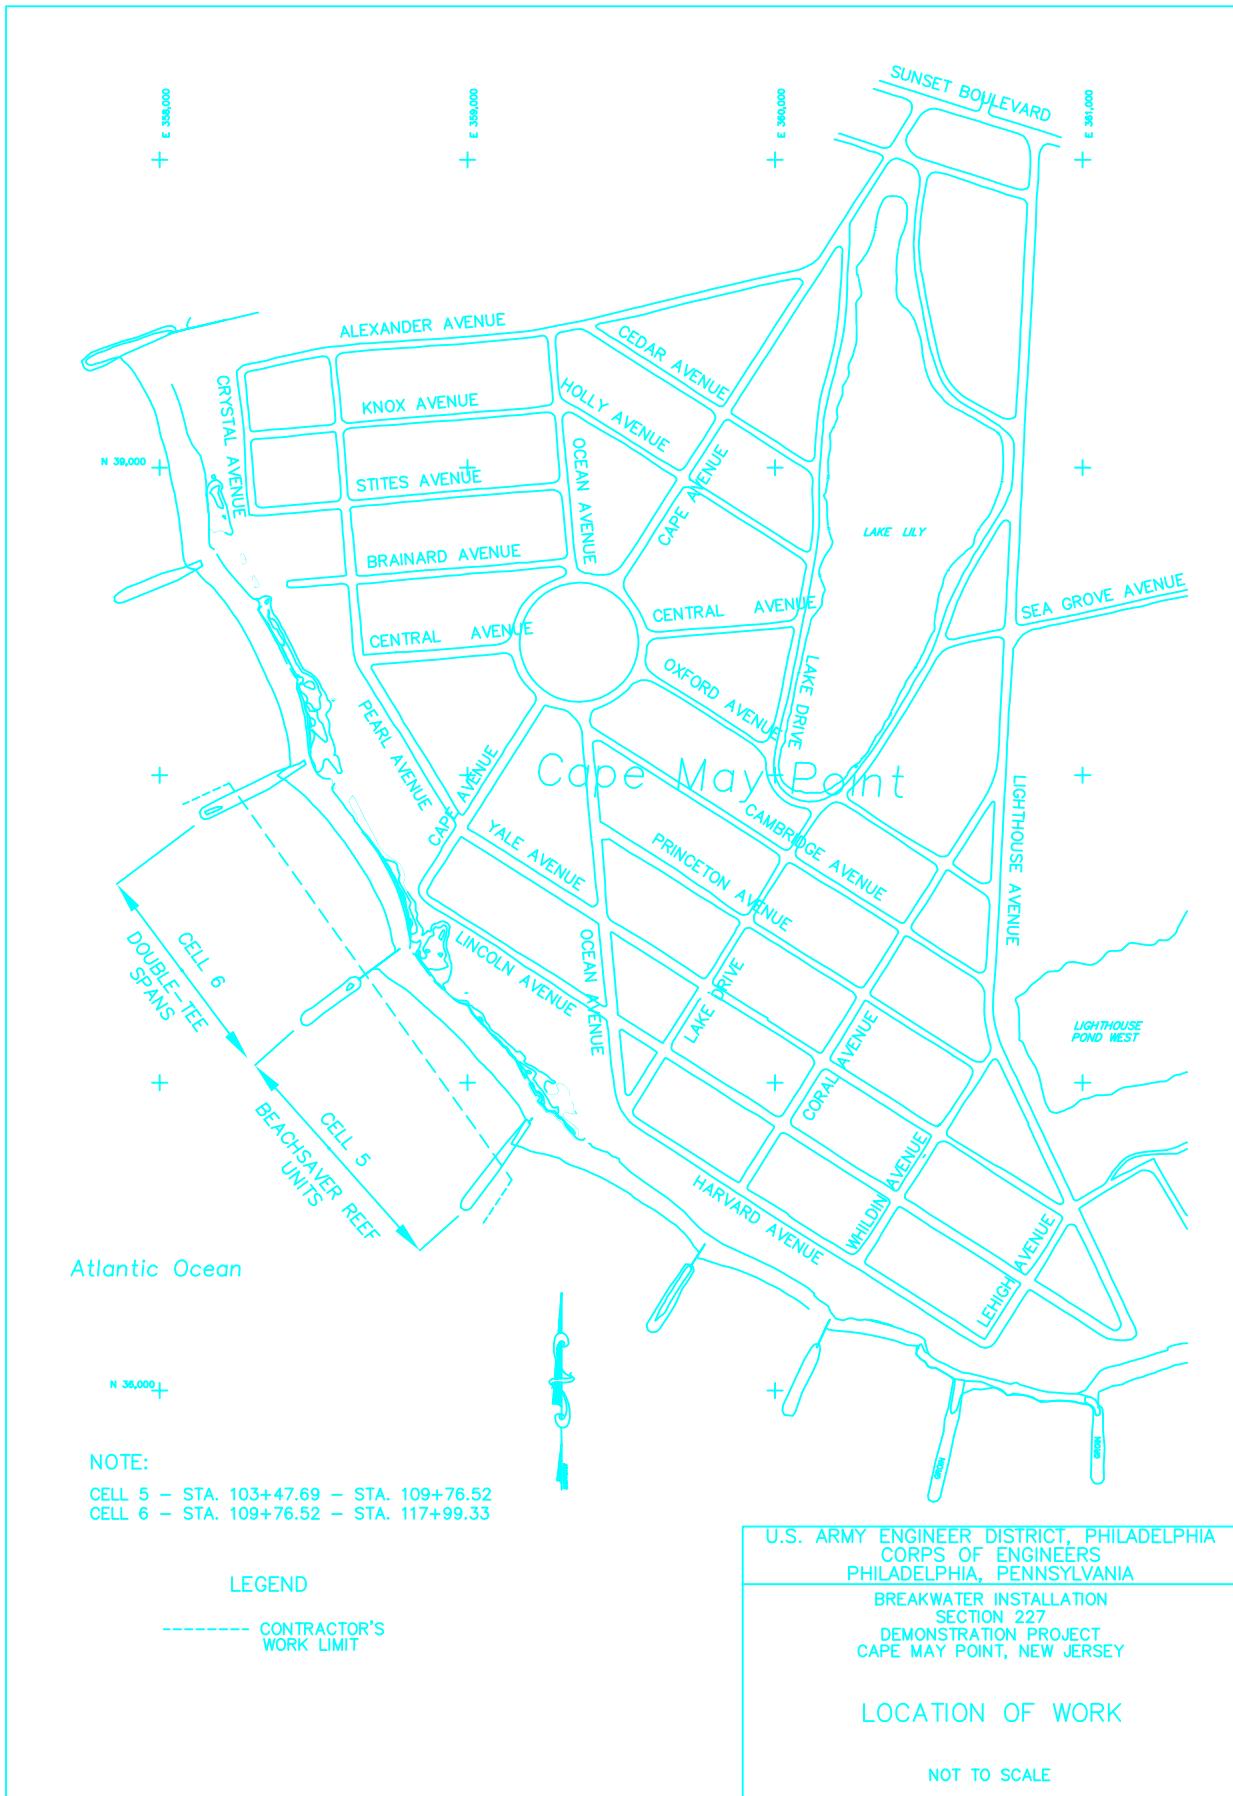 SUNSET BOULEVARD
E 358,000
E 359,000
E 360,000
E 361,000
ALEXANDER AVENUE
CEDAR AVENUE
CRYSTAL AVENUE
KNOX AVENUE
HOLLY AVENUE
N 39,000
STITES AVENUE
OCEAN AVENUE
CAPE AVENUE
LAKE LILY
BRAINARD AVENUE
SEA GROVE AVENUE
CENTRAL AVENUE
CENTRAL AVENUE
OXFORD AVENUE
LAKE DRIVE
PEARL AVENUE
CAPE AVENUE
Cape May Point
LIGHTHOUSE AVENUE
YALE AVENUE
CAMBRIDGE AVENUE
PRINCETON AVENUE
CELL 6
DOUBLE-TEE
SPANS
LINCOLN AVENUE
OCEAN AVENUE
LAKE DRIVE
CORAL AVENUE
LIGHTHOUSE
POND WEST
CELL 5
BEACHSAVER REEF
UNITS
HARVARD AVENUE
WHILDIN AVENUE
LEHIGH AVENUE
Atlantic Ocean
N 36,000
GROIN
GROIN
NOTE:
CELL 5 - STA. 103+47.69 - STA. 109+76.52
CELL 6 - STA. 109+76.52 - STA. 117+99.33
LEGEND
-------- CONTRACTOR'S
WORK LIMIT
U.S. ARMY ENGINEER DISTRICT, PHILADELPHIA
CORPS OF ENGINEERS
PHILADELPHIA, PENNSYLVANIA
BREAKWATER INSTALLATION
SECTION 227
DEMONSTRATION PROJECT
CAPE MAY POINT, NEW JERSEY
LOCATION OF WORK
NOT TO SCALE